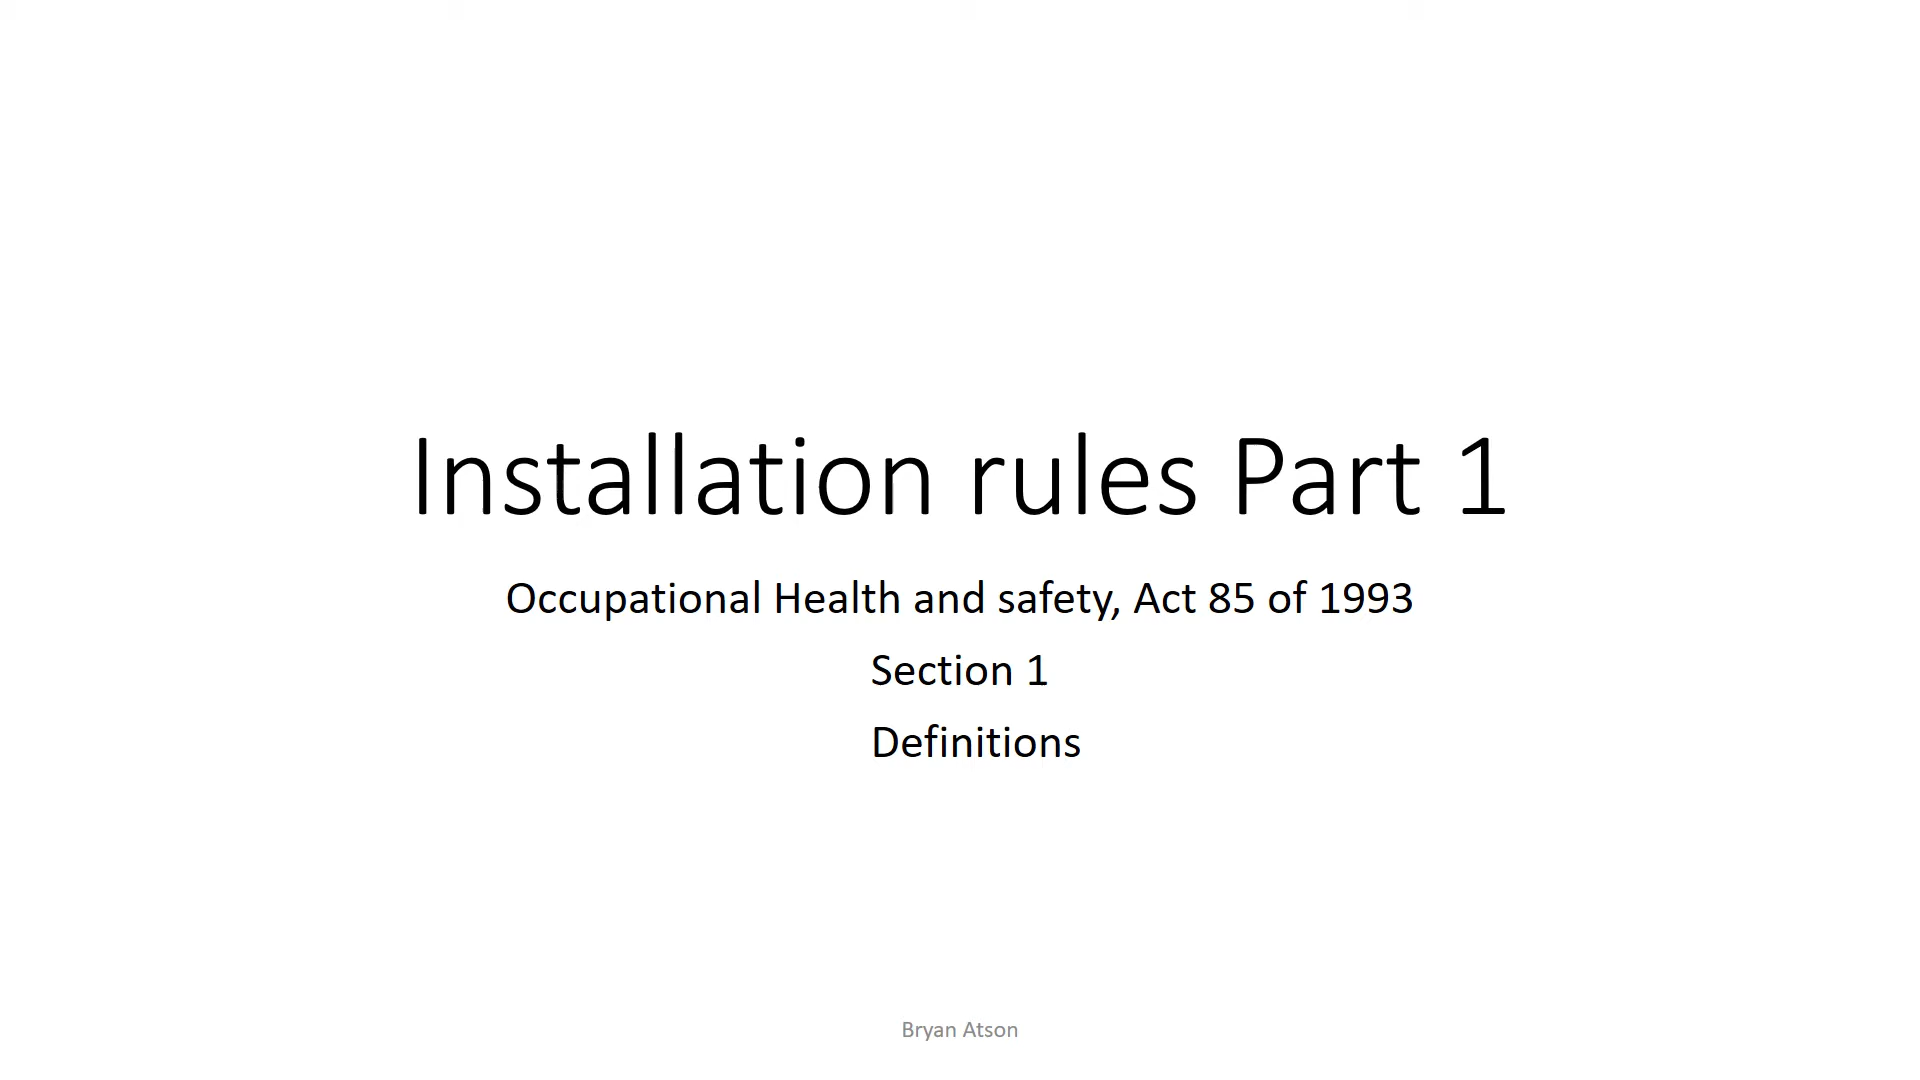 Installation rules Part 1
Occupational Health and safety, Act 85 of 1993
Section 1
Definitions
Bryan Atson